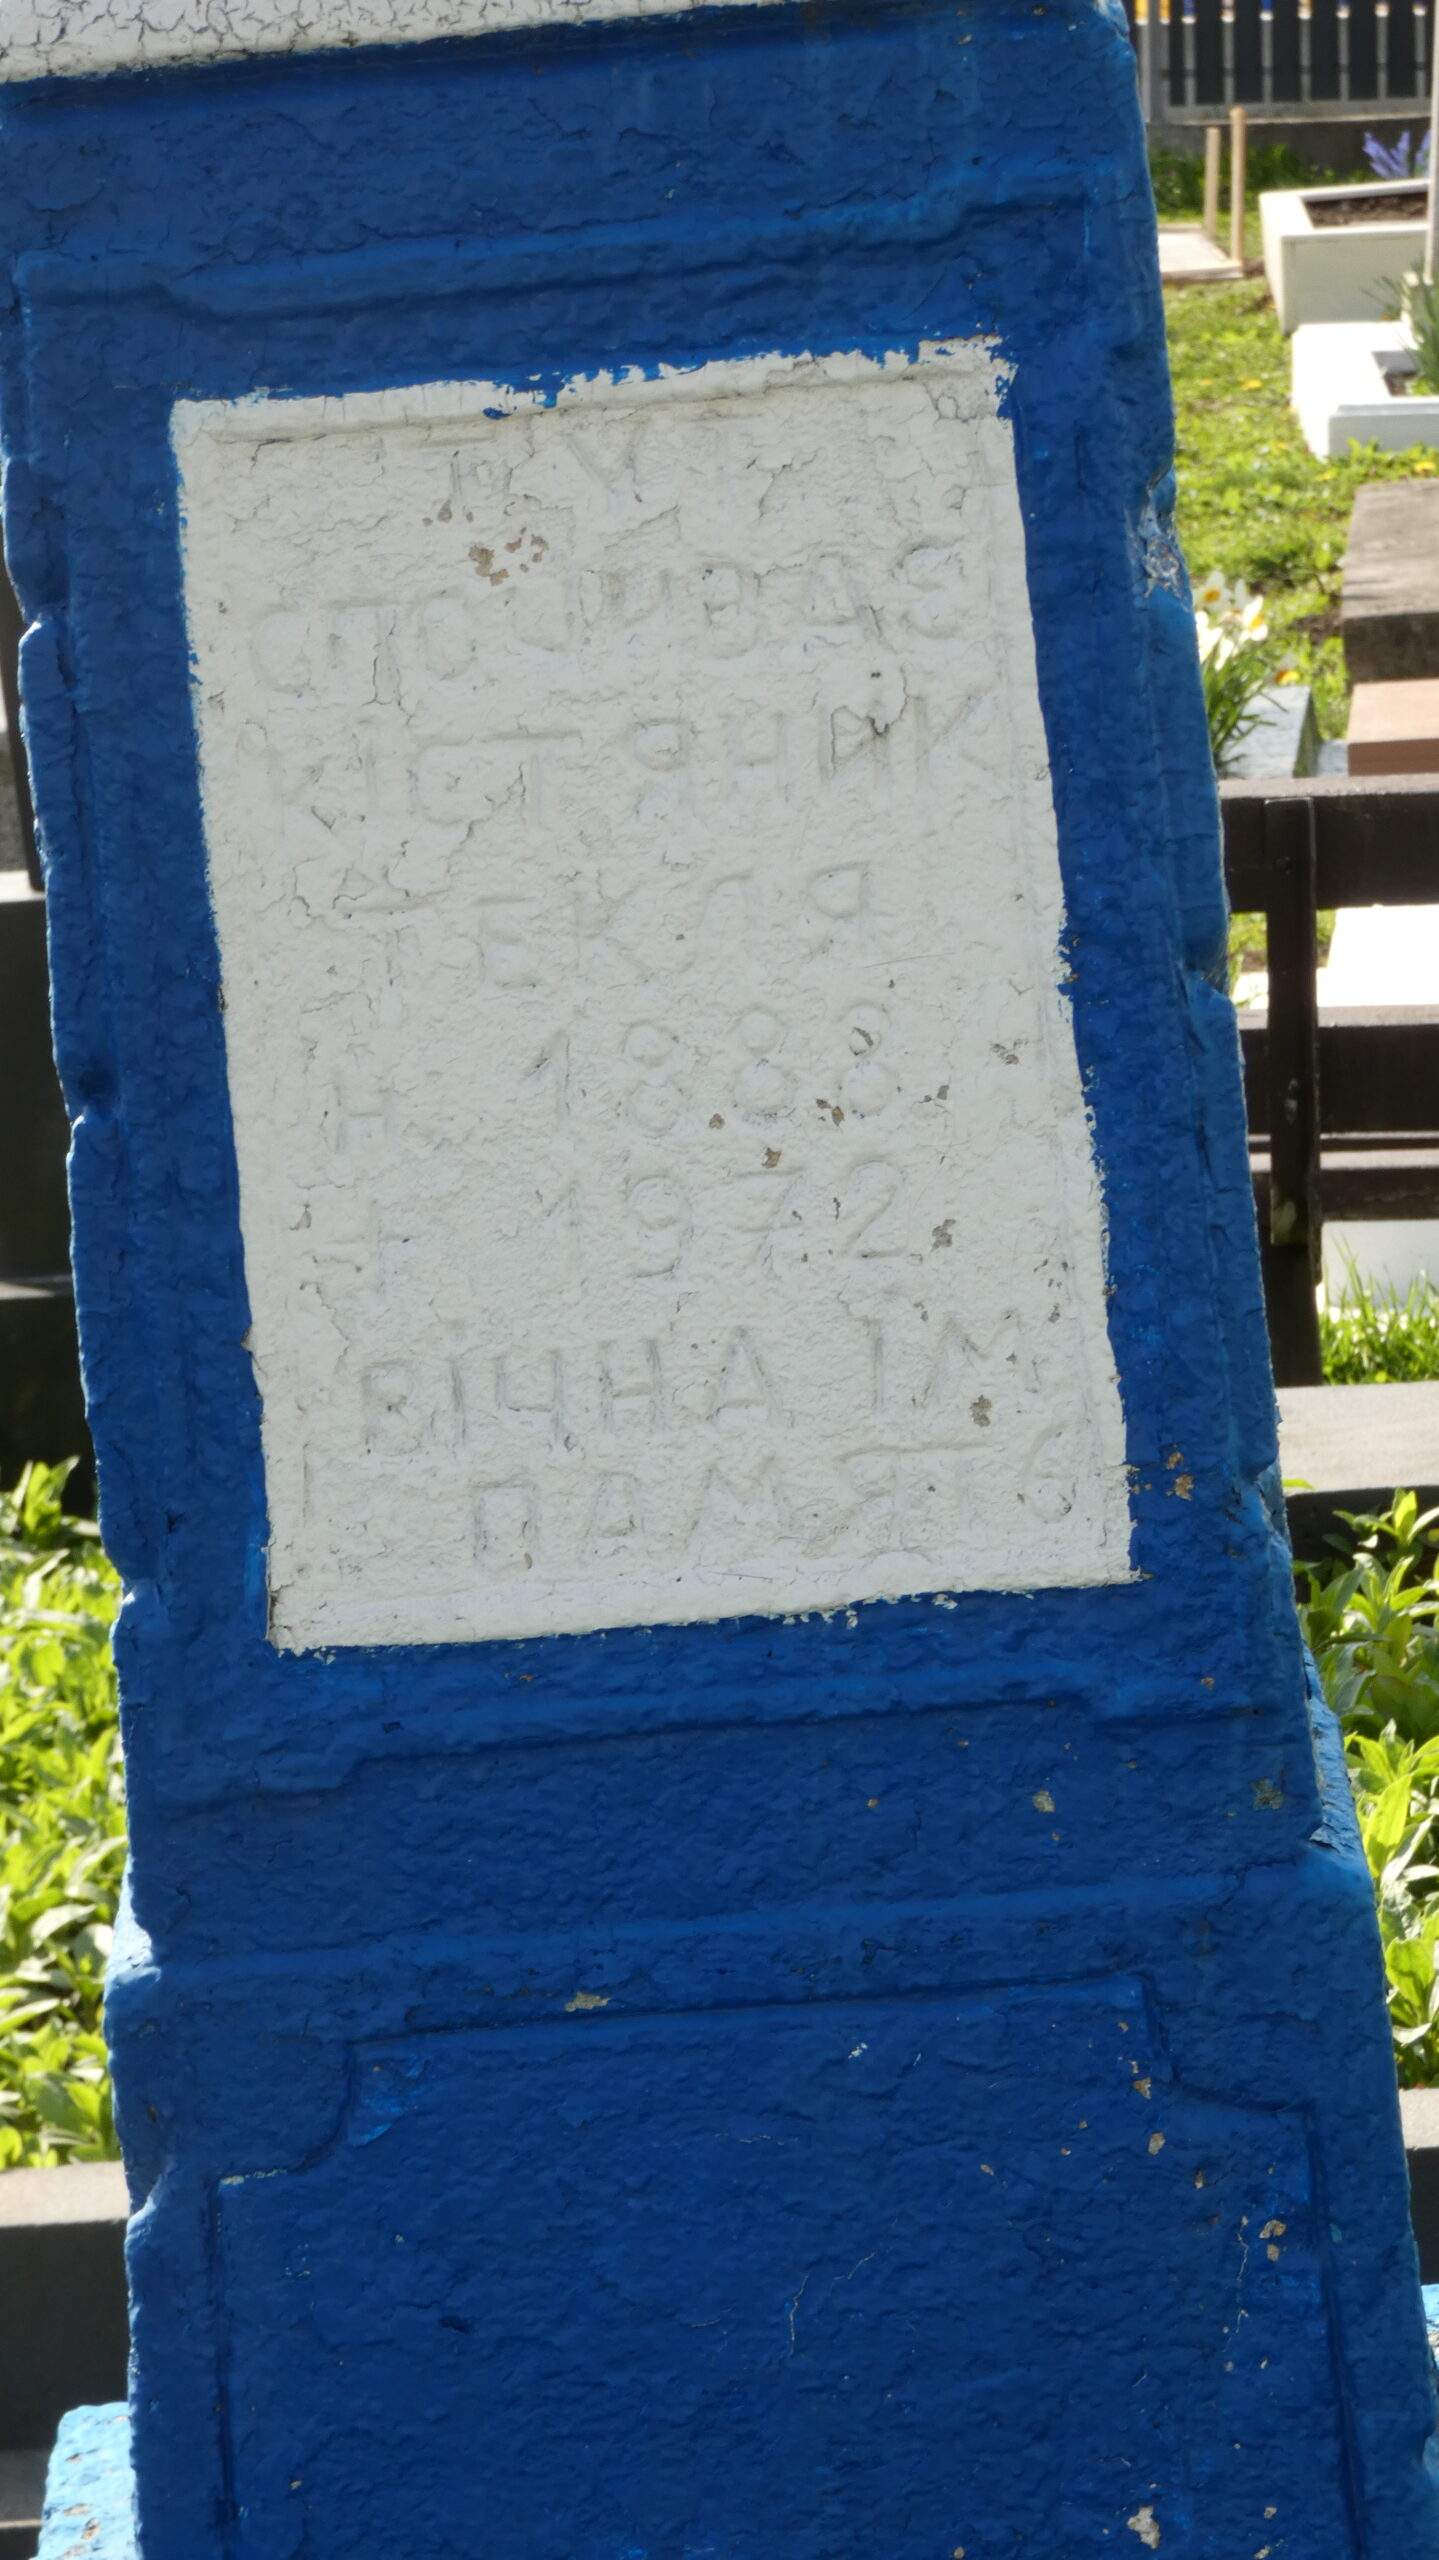 ТУТ
СПОЧИВАЄ
КІСТЯНИК
ТЕКЛЯ
Н 1888
† 1972
ВІЧНА ЇМ
ПАМЯТЬ